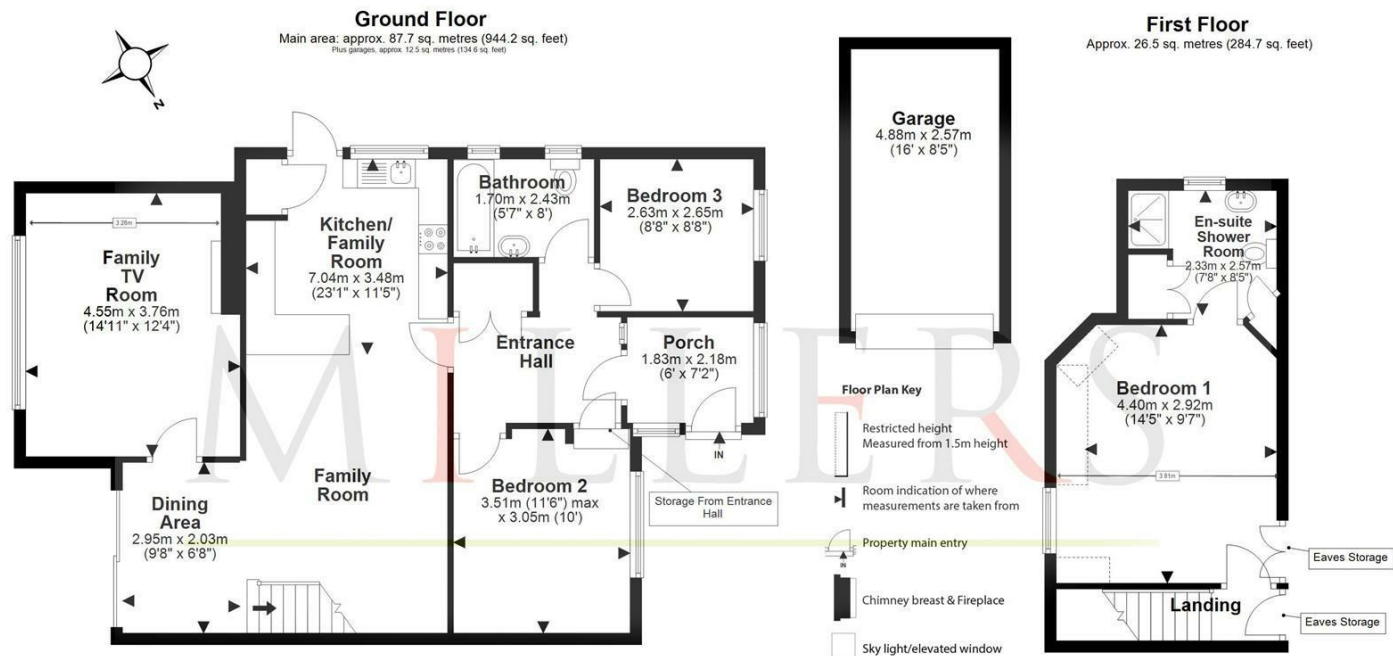 Ground Floor
Main area: approx. 87.7 sq. metres (944.2 sq. feet)
Plus garages, approx. 12.5 sq. metres (134.6 sq. feet)
First Floor
Approx. 26.5 sq. metres (284.7 sq. feet)
N
Garage
4.88m x 2.57m
(16' x 8'5")
Bathroom
1.70m x 2.43m
(5'7" x 8')
Bedroom 3
2.63m x 2.65m
(8'8" x 8'8")
Kitchen/
Family
Room
7.04m x 3.48m
(23'1" x 11'5")
3.26m
Family
TV
Room
4.55m x 3.76m
(14'11" x 12'4")
En-suite
Shower
Room
2.33m x 2.57m
(7'8" x 8'5")
MILLERS
Entrance
Hall
Porch
1.83m x 2.18m
(6' x 7'2")
IN
Bedroom 1
4.40m x 2.92m
(14'5" x 9'7")
3.81m
Floor Plan Key
Restricted height
Measured from 1.5m height
Room indication of where
measurements are taken from
Property main entry
IN
Chimney breast & Fireplace
Sky light/elevated window
Family
Room
Bedroom 2
3.51m (11'6") max
x 3.05m (10')
Storage From Entrance
Hall
Dining
Area
2.95m x 2.03m
(9'8" x 6'8")
Eaves Storage
Landing
Eaves Storage